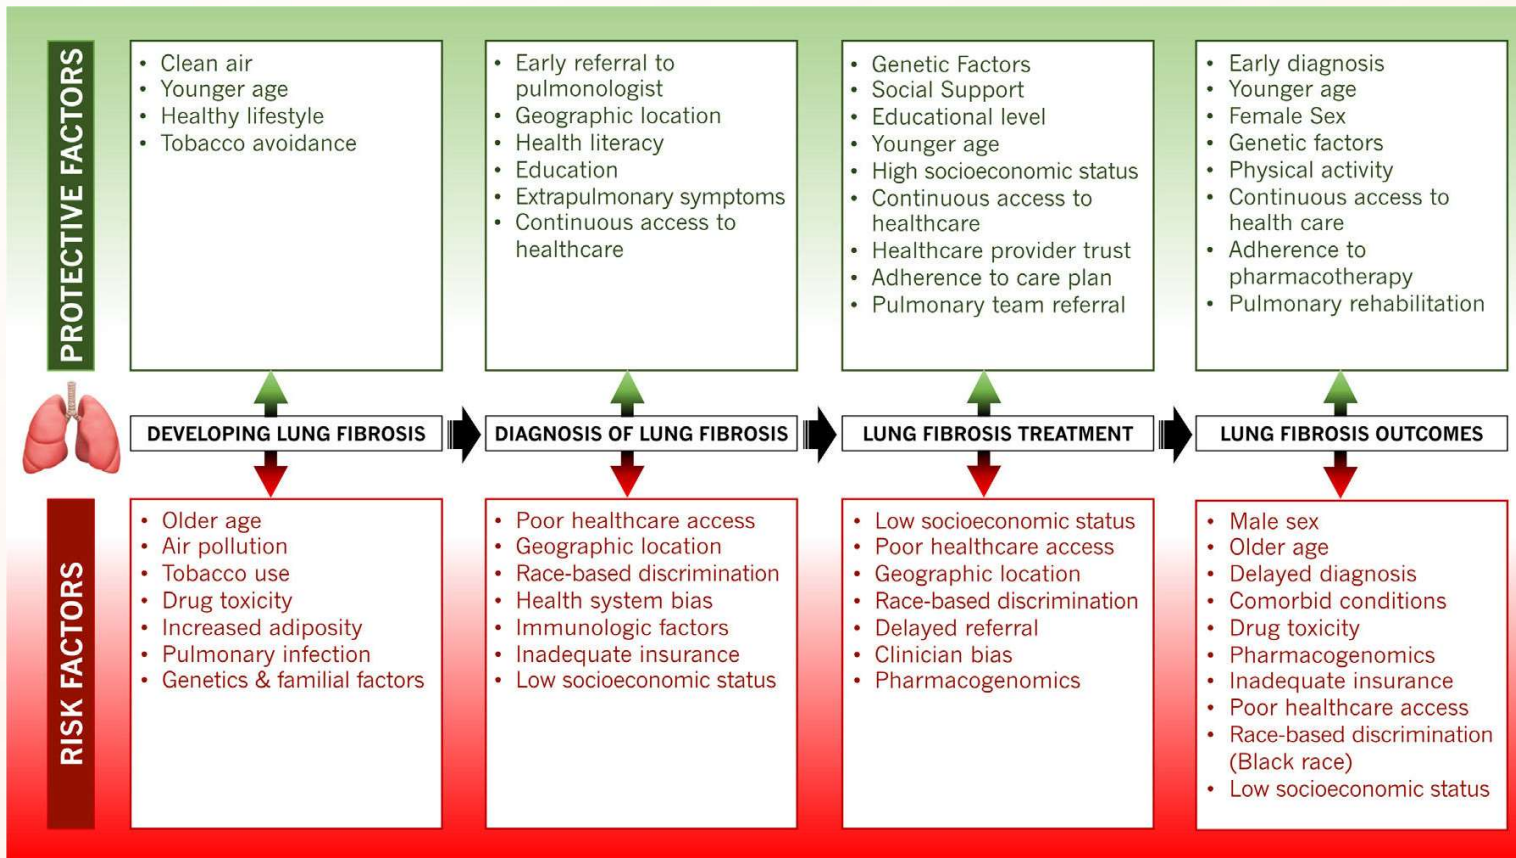 PROTECTIVE FACTORS
• Clean air
• Younger age
• Healthy lifestyle
• Tobacco avoidance
• Early referral to
pulmonologist
• Geographic location
• Health literacy
• Education
• Extrapulmonary symptoms
• Continuous access to
healthcare
• Genetic Factors
• Social Support
• Educational level
• Younger age
• High socioeconomic status
• Continuous access to
healthcare
• Healthcare provider trust
• Adherence to care plan
• Pulmonary team referral
• Early diagnosis
• Younger age
• Female Sex
• Genetic factors
• Physical activity
• Continuous access to
health care
• Adherence to
pharmacotherapy
• Pulmonary rehabilitation
DEVELOPING LUNG FIBROSIS
DIAGNOSIS OF LUNG FIBROSIS
LUNG FIBROSIS TREATMENT
LUNG FIBROSIS OUTCOMES
RISK FACTORS
• Older age
• Air pollution
• Tobacco use
• Drug toxicity
• Increased adiposity
• Pulmonary infection
• Genetics & familial factors
• Poor healthcare access
• Geographic location
• Race-based discrimination
• Health system bias
• Immunologic factors
• Inadequate insurance
• Low socioeconomic status
• Low socioeconomic status
• Poor healthcare access
• Geographic location
• Race-based discrimination
• Delayed referral
• Clinician bias
• Pharmacogenomics
• Male sex
• Older age
• Delayed diagnosis
• Comorbid conditions
• Drug toxicity
• Pharmacogenomics
• Inadequate insurance
• Poor healthcare access
• Race-based discrimination
(Black race)
• Low socioeconomic status